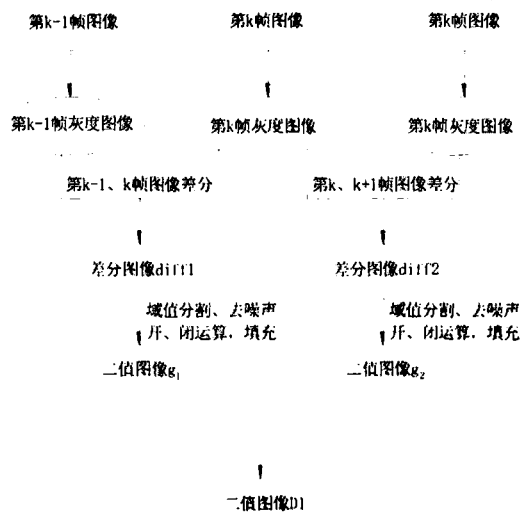 第k-1帧图像 第k帧图像 第k帧图像
第k-1帧灰度图像 第k帧灰度图像 第k帧灰度图像
第k-1、k帧图像差分 第k、k+1帧图像差分
差分图像diff1 差分图像diff2
域值分割、去噪声 域值分割、去噪声
开、闭运算，填充 开、闭运算，填充
二值图像g₁ 二值图像g₂
二值图像D1